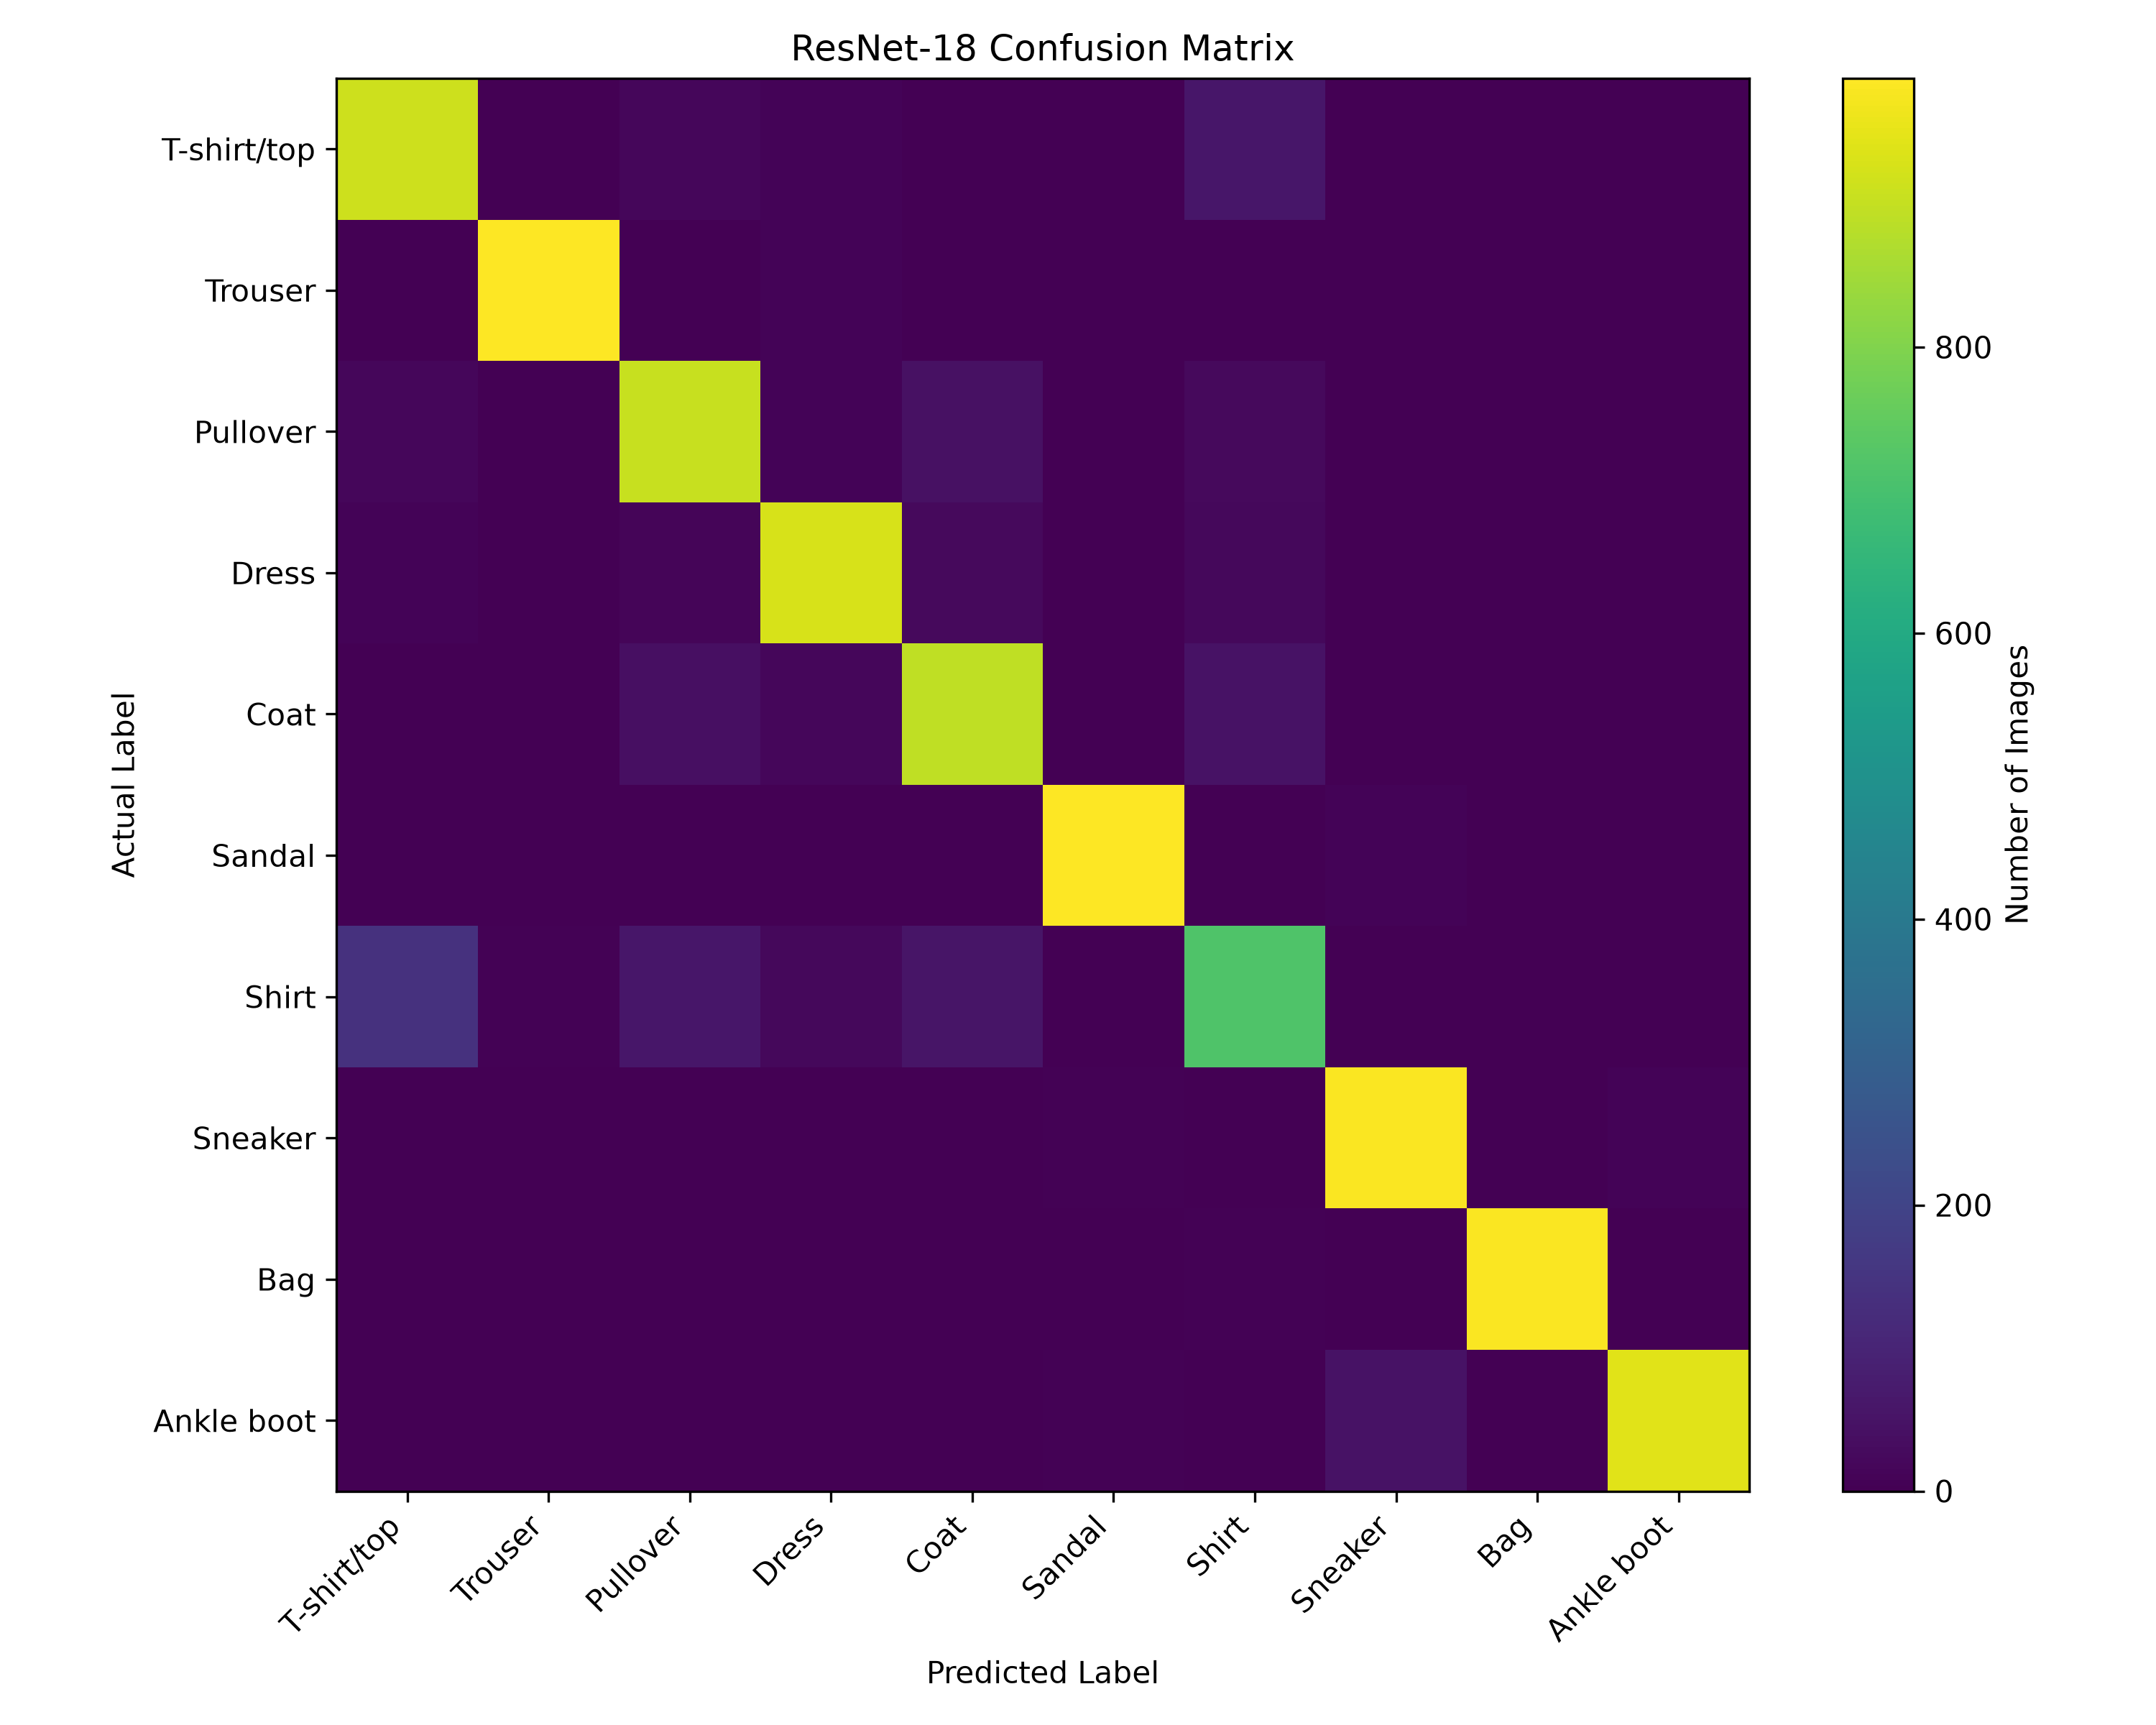 ResNet-18 Confusion Matrix
Actual Label
T-shirt/top
Trouser
Pullover
Dress
Coat
Sandal
Shirt
Sneaker
Bag
Ankle boot
T-shirt/top
Trouser
Pullover
Dress
Coat
Sandal
Shirt
Sneaker
Bag
Ankle boot
Predicted Label
800
600
400
200
0
Number of Images